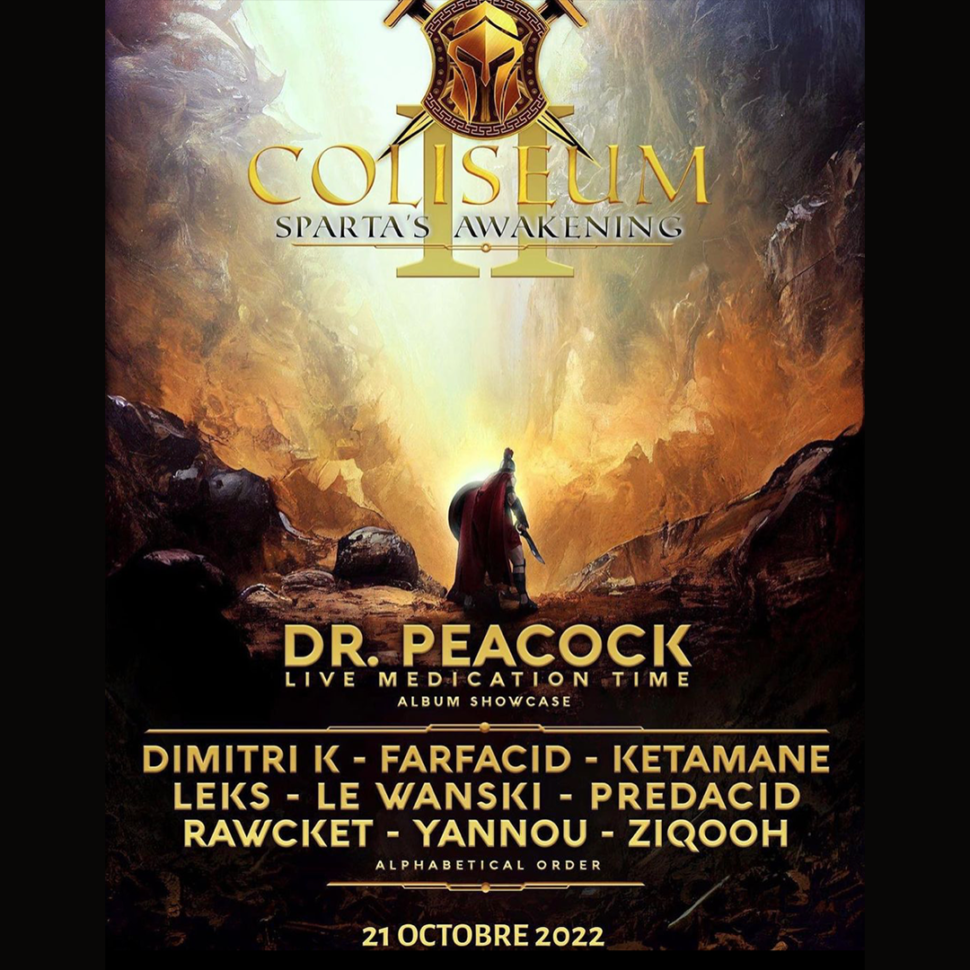 II
COLISEUM
SPARTA'S AWAKENING
DR. PEACOCK
LIVE MEDICATION TIME
ALBUM SHOWCASE
DIMITRI K - FARFACID - KETAMANE
LEKS - LE WANSKI - PREDACID
RAWCKET - YANNOU - ZIQOOH
ALPHABETICAL ORDER
21 OCTOBRE 2022